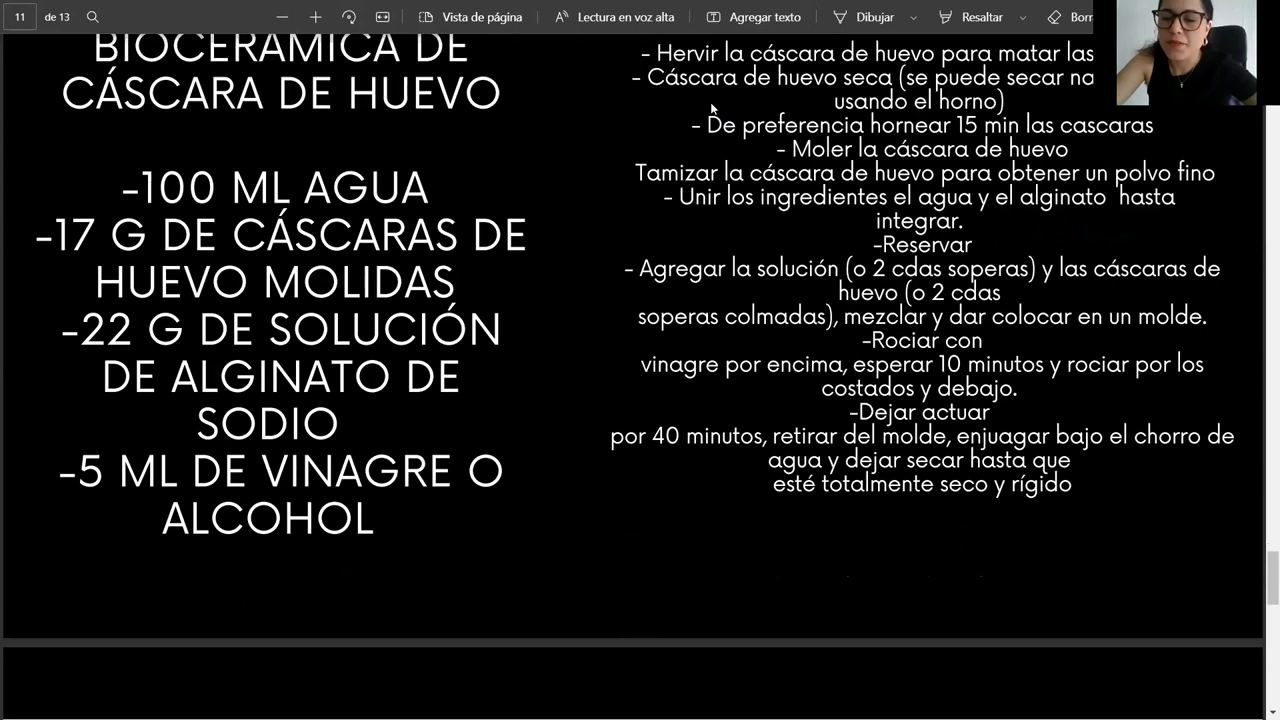 11 de 13
Vista de página
Lectura en voz alta
Agregar texto
Dibujar
Resaltar
BIOCERÁMICA DE
CÁSCARA DE HUEVO
-100 ML AGUA
-17 G DE CÁSCARAS DE
HUEVO MOLIDAS
-22 G DE SOLUCIÓN
DE ALGINATO DE
SODIO
-5 ML DE VINAGRE O
ALCOHOL
- Hervir la cáscara de huevo para matar las
- Cáscara de huevo seca (se puede secar na
usando el horno)
- De preferencia hornear 15 min las cascaras
- Moler la cáscara de huevo
Tamizar la cáscara de huevo para obtener un polvo fino
- Unir los ingredientes el agua y el alginato hasta
integrar.
-Reservar
- Agregar la solución (o 2 cdas soperas) y las cáscaras de
huevo (o 2 cdas
soperas colmadas), mezclar y dar colocar en un molde.
-Rociar con
vinagre por encima, esperar 10 minutos y rociar por los
costados y debajo.
-Dejar actuar
por 40 minutos, retirar del molde, enjuagar bajo el chorro de
agua y dejar secar hasta que
esté totalmente seco y rígido